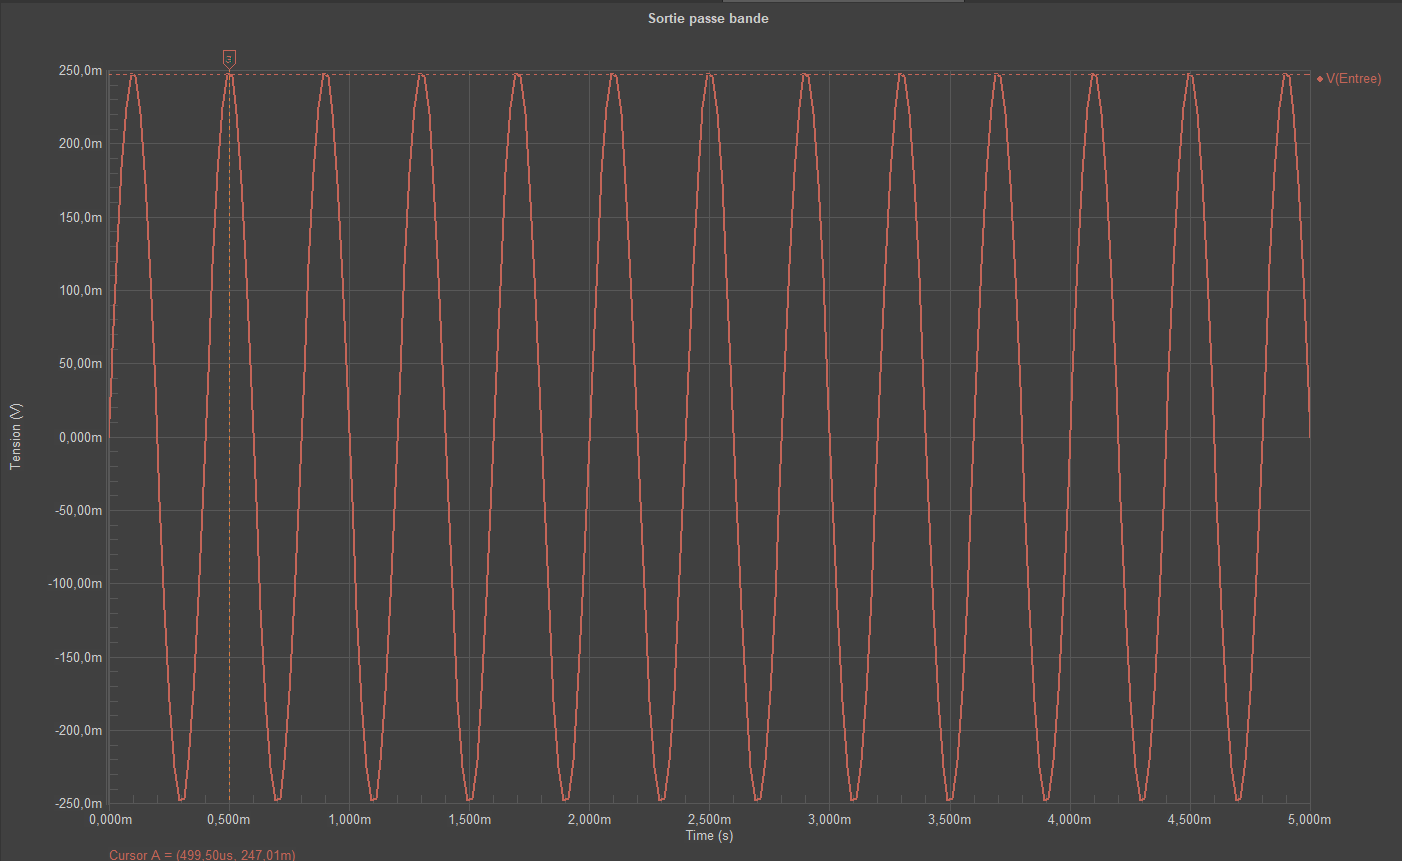 Sortie passe bande
a
250,0m
V(Entree)
200,0m
150,0m
100,0m
50,00m
0,000m
Tension (V)
-50,00m
-100,00m
-150,0m
-200,0m
-250,0m
0,000m 0,500m 1,000m 1,500m 2,000m 2,500m 3,000m 3,500m 4,000m 4,500m 5,000m
Time (s)
Cursor A = (499,50us, 247,01m)